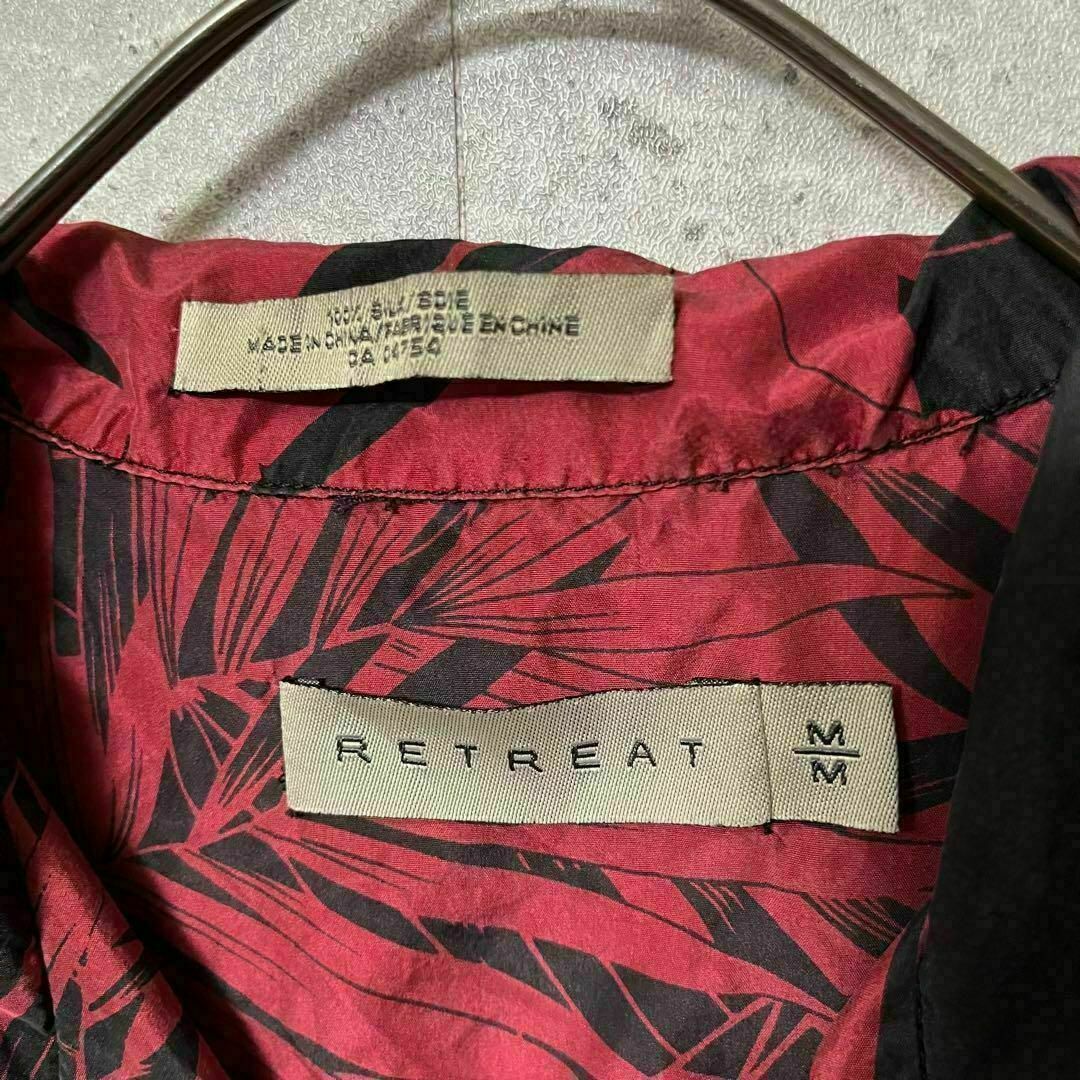 100% SILK/SOIE
MADE IN CHINA/FABRIQUE EN CHINE
CA 04754
RETREAT
M
M